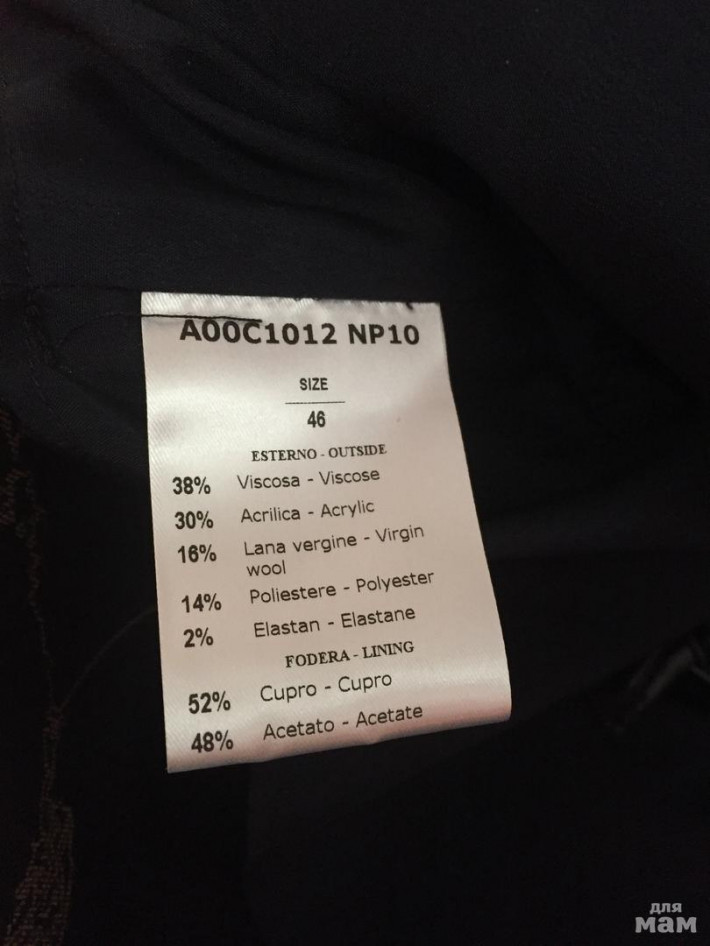 A00C1012 NP10
SIZE
46
ESTERNO - OUTSIDE
38% Viscosa - Viscose
30% Acrilica - Acrylic
16% Lana vergine - Virgin
wool
14% Poliestere - Polyester
2% Elastan - Elastane
FODERA - LINING
52% Cupro - Cupro
48% Acetato - Acetate
для
мам